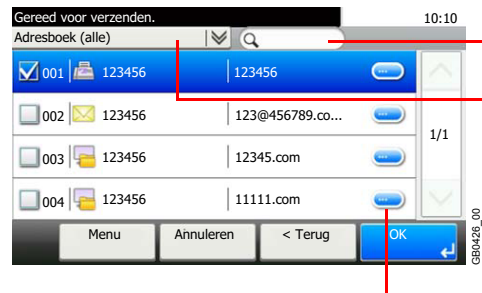 Gereed voor verzenden. 10:10
Adresboek (alle)
001 123456 123456
002 123456 123@456789.co...
1/1
003 123456 12345.com
004 123456 11111.com
Menu Annuleren < Terug OK
GB0426_00